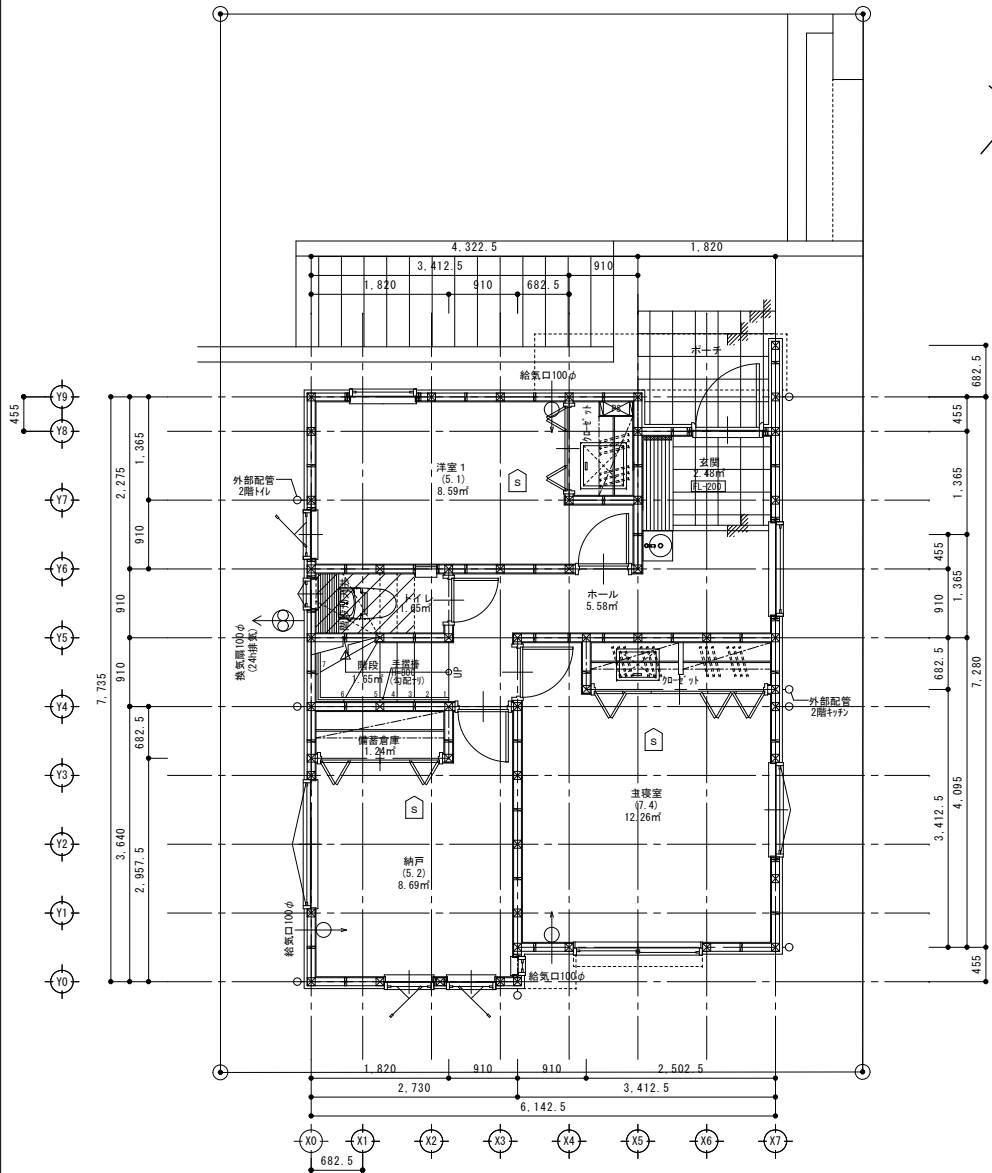 4,322.5
1,820
3,412.5
910
1,820
910
682.5
ポーチ
給気口100φ
682.5
Y9
455
455
クローゼット
PS
Y8
1,365
玄関
2.48㎡
FL-200
洋室1
(5.1)
8.59㎡
S
2,275
外部配管
2階トイレ
Y7
1,365
910
455
Y6
ホール
5.58㎡
トイレ
1.65㎡
910
910
1,365
換気扇100φ
(24h排気)
Y5
階段
1.65㎡
手摺
UP
7
6
5
4
3
2
1
クローゼット
682.5
7,280
7,735
910
Y4
外部配管
2階キッチン
682.5
備蓄倉庫
1.24㎡
S
Y3
S
主寝室
(7.4)
12.26㎡
3,412.5
4,095
Y2
3,640
2,957.5
納戸
(5.2)
8.69㎡
Y1
給気口100φ
給気口100φ
Y0
455
1,820
910
910
2,502.5
2,730
3,412.5
6,142.5
X0
X1
X2
X3
X4
X5
X6
X7
682.5